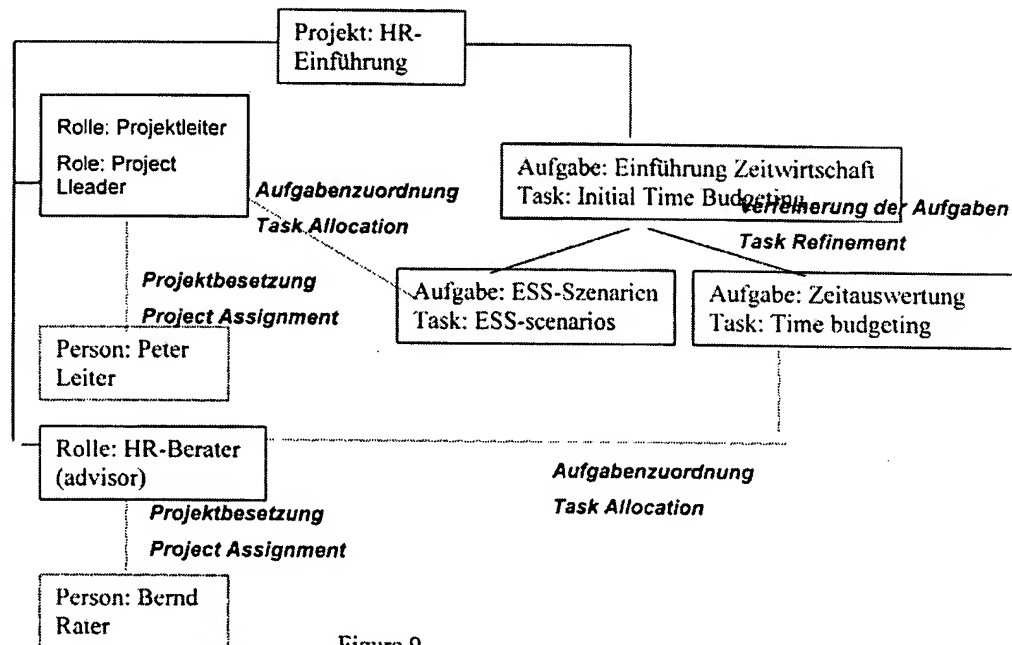 Projekt: HR-
Einführung
Rolle: Projektleiter
Role: Project
Lleader
Aufgabe: Einführung Zeitwirtschaft
Task: Initial Time Budgeting
Aufgabenzuordnung
Task Allocation
Verfeinerung der Aufgaben
Task Refinement
Projektbesetzung
Project Assignment
Aufgabe: ESS-Szenarien
Task: ESS-scenarios
Aufgabe: Zeitauswertung
Task: Time budgeting
Person: Peter
Leiter
Rolle: HR-Berater
(advisor)
Aufgabenzuordnung
Task Allocation
Projektbesetzung
Project Assignment
Person: Bernd
Rater
Figure 9